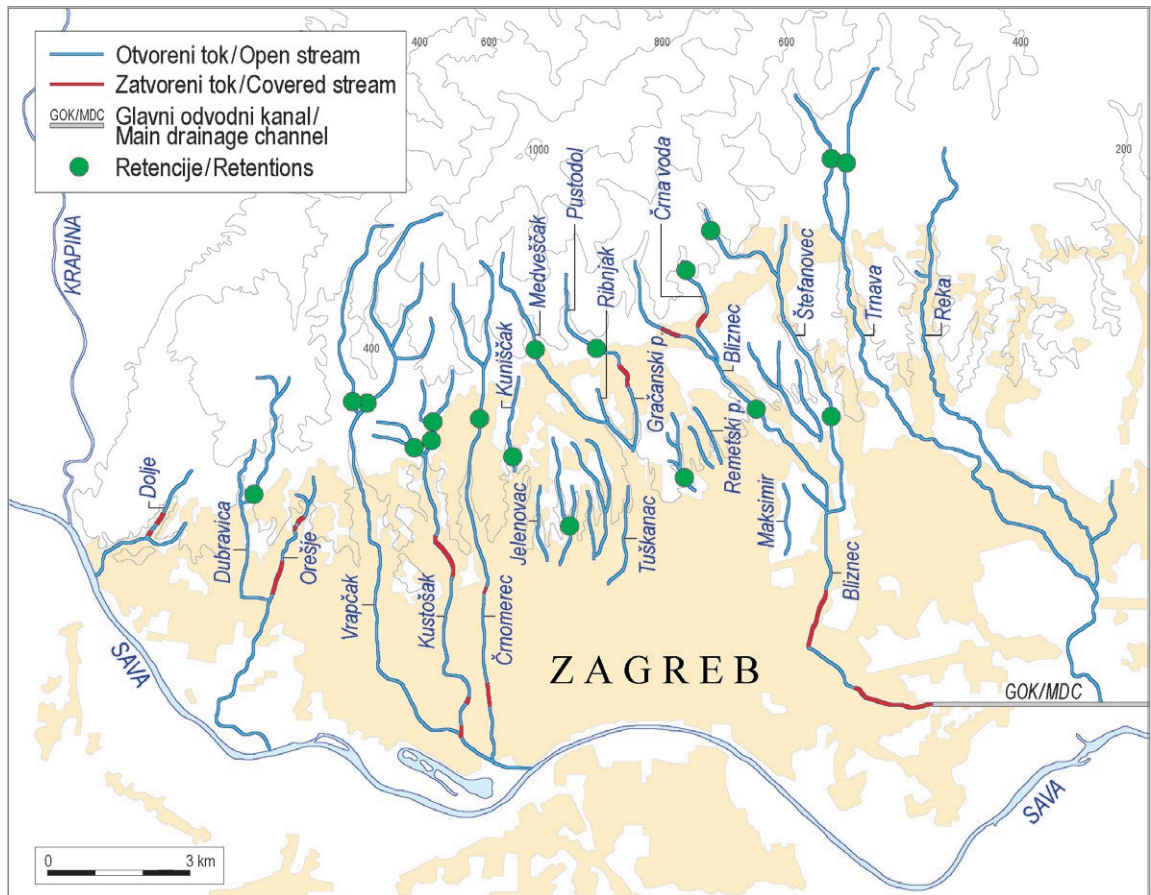 Otvoreni tok/Open stream
Zatvoreni tok/Covered stream
GOK/MDC Glavni odvodni kanal/
Main drainage channel
Retencije/Retentions
400
600
800
600
400
1000
200
400
KRAPINA
Medveščak
Pustodol
Ribnjak
Črna voda
Štefanovec
Trnava
Reka
Kuniščak
Gračanski p.
Bliznec
Remetski p.
Dolje
Dubravica
Orešje
Vrapčak
Kustošak
Črnomerec
Jelenovac
Tuškanac
Maksimir
Bliznec
SAVA
ZAGREB
GOK/MDC
SAVA
0 3 km